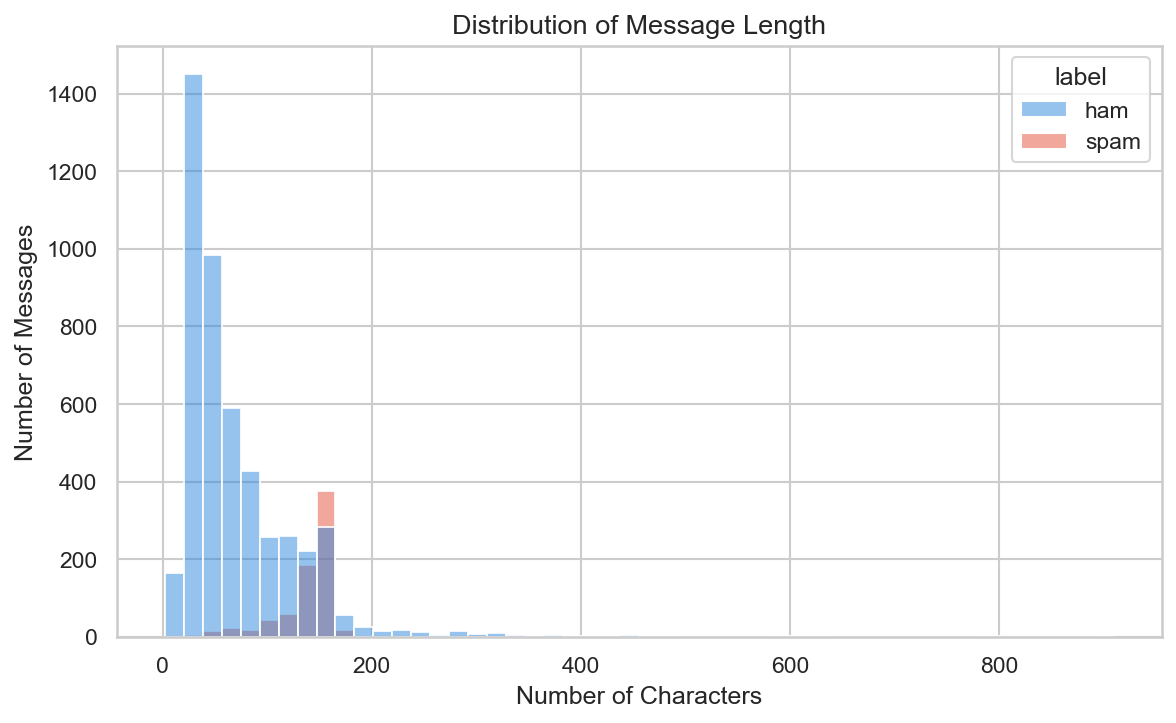 Distribution of Message Length
label
ham
spam
Number of Messages
1400
1200
1000
800
600
400
200
0
0 200 400 600 800
Number of Characters